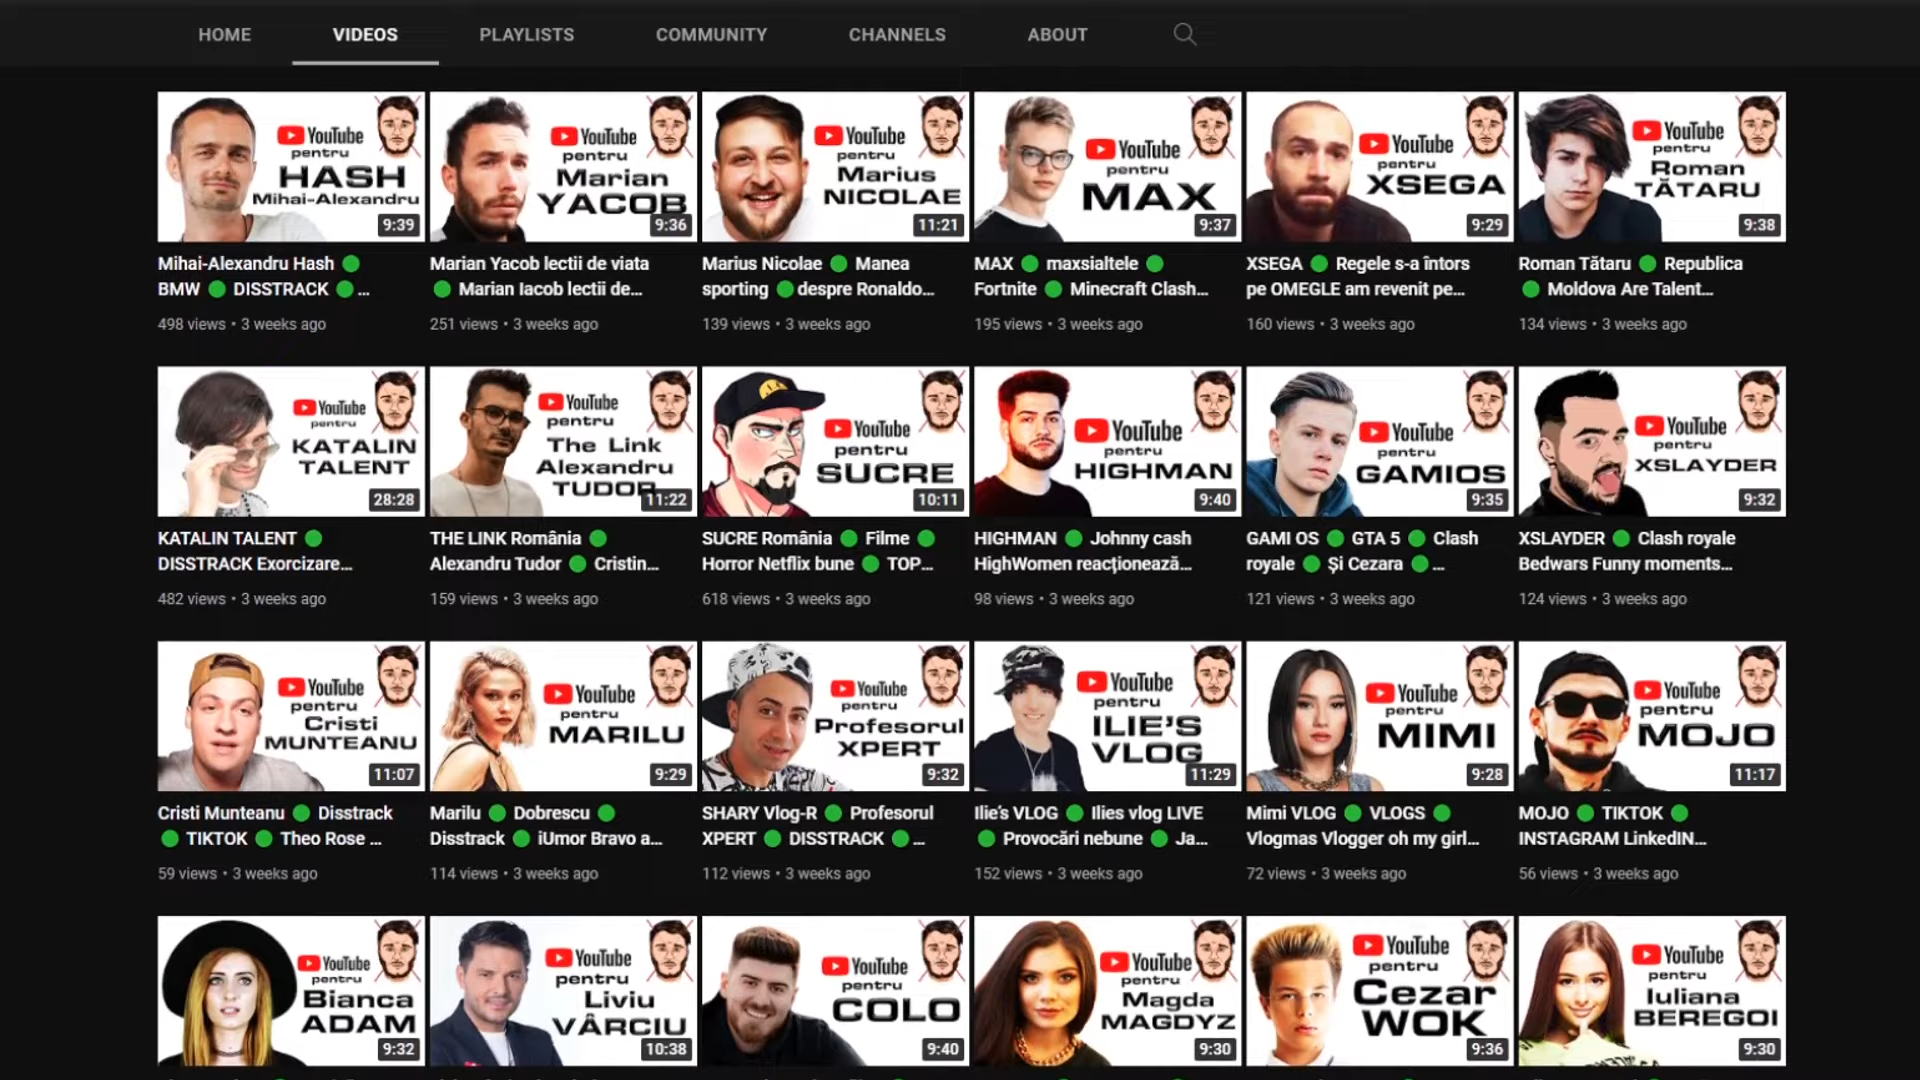 HOME VIDEOS PLAYLISTS COMMUNITY CHANNELS ABOUT
YouTube
pentru
HASH
Mihai-Alexandru
9:39
YouTube
pentru
Marian
YACOB
9:36
YouTube
pentru
Marius
NICOLAE
11:21
YouTube
pentru
MAX
9:37
YouTube
pentru
XSEGA
9:29
YouTube
pentru
Roman
TĂTARU
9:38
Mihai-Alexandru Hash
BMW DISSTRACK ...
498 views • 3 weeks ago
Marian Yacob lectii de viata
Marian Iacob lectii de...
251 views • 3 weeks ago
Marius Nicolae Manea
sporting despre Ronaldo...
139 views • 3 weeks ago
MAX maxsialtele
Fortnite Minecraft Clash...
195 views • 3 weeks ago
XSEGA Regele s-a întors
pe OMEGLE am revenit pe...
160 views • 3 weeks ago
Roman Tătaru Republica
Moldova Are Talent...
134 views • 3 weeks ago
YouTube
pentru
KATALIN
TALENT
28:28
YouTube
pentru
The Link
Alexandru
TUDOR
11:22
YouTube
pentru
SUCRE
10:11
YouTube
pentru
HIGHMAN
9:40
YouTube
pentru
GAMIOS
9:35
YouTube
pentru
XSLAYDER
9:32
KATALIN TALENT
DISSTRACK Exorcizare...
482 views • 3 weeks ago
THE LINK România
Alexandru Tudor Cristin...
159 views • 3 weeks ago
SUCRE România Filme
Horror Netflix bune TOP...
618 views • 3 weeks ago
HIGHMAN Johnny cash
HighWomen reacționează...
98 views • 3 weeks ago
GAMI OS GTA 5 Clash
royale Și Cezara ...
121 views • 3 weeks ago
XSLAYDER Clash royale
Bedwars Funny moments...
124 views • 3 weeks ago
YouTube
pentru
Cristi
MUNTEANU
11:07
YouTube
pentru
MARILU
9:29
YouTube
pentru
Profesorul
XPERT
9:32
YouTube
pentru
ILIE'S
VLOG
11:29
YouTube
pentru
MIMI
9:28
YouTube
pentru
MOJO
11:17
Cristi Munteanu Disstrack
TIKTOK Theo Rose ...
59 views • 3 weeks ago
Marilu Dobrescu
Disstrack iUmor Bravo a...
114 views • 3 weeks ago
SHARY Vlog-R Profesorul
XPERT DISSTRACK ...
112 views • 3 weeks ago
Ilie's VLOG Ilies vlog LIVE
Provocări nebune Ja...
152 views • 3 weeks ago
Mimi VLOG VLOGS
Vlogmas Vlogger oh my girl...
72 views • 3 weeks ago
MOJO TIKTOK
INSTAGRAM LinkedIN...
56 views • 3 weeks ago
YouTube
pentru
Bianca
ADAM
9:32
YouTube
pentru
Liviu
VÂRCIU
10:38
YouTube
pentru
COLO
9:40
YouTube
pentru
Magda
MAGDYZ
9:30
YouTube
pentru
Cezar
WOK
9:36
YouTube
pentru
Iuliana
BEREGOI
9:30